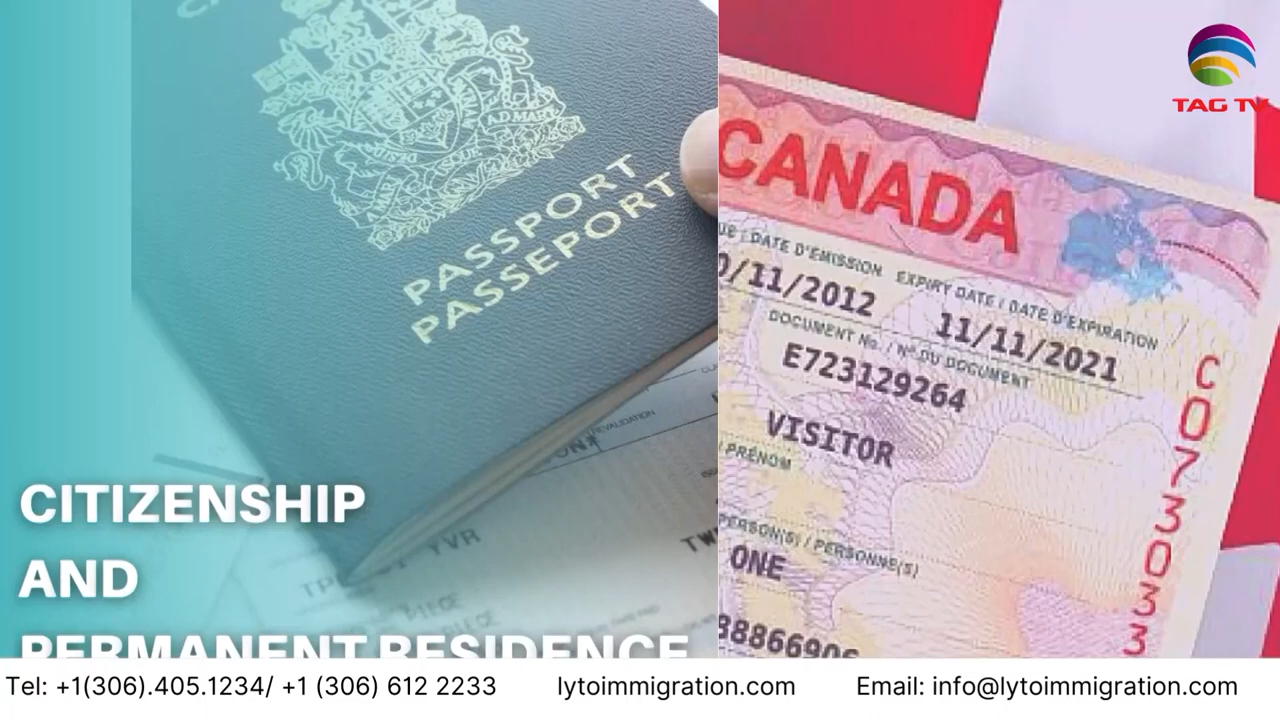 PASSPORT
PASSEPORT
YVR
CITIZENSHIP
AND
PERMANENT RESIDENCE
TAG TV
CANADA
DATE D'ÉMISSION EXPIRY DATE / DATE D'EXPIRATION
/11/2012 11/11/2021
DOCUMENT No. / Nº DU DOCUMENT
E723129264
VISITOR
PRÉNOM
PERSON(S) / PERSONNE(S)
ONE
C073033
Tel: +1(306).405.1234/ +1 (306) 612 2233 lytoimmigration.com Email: info@lytoimmigration.com